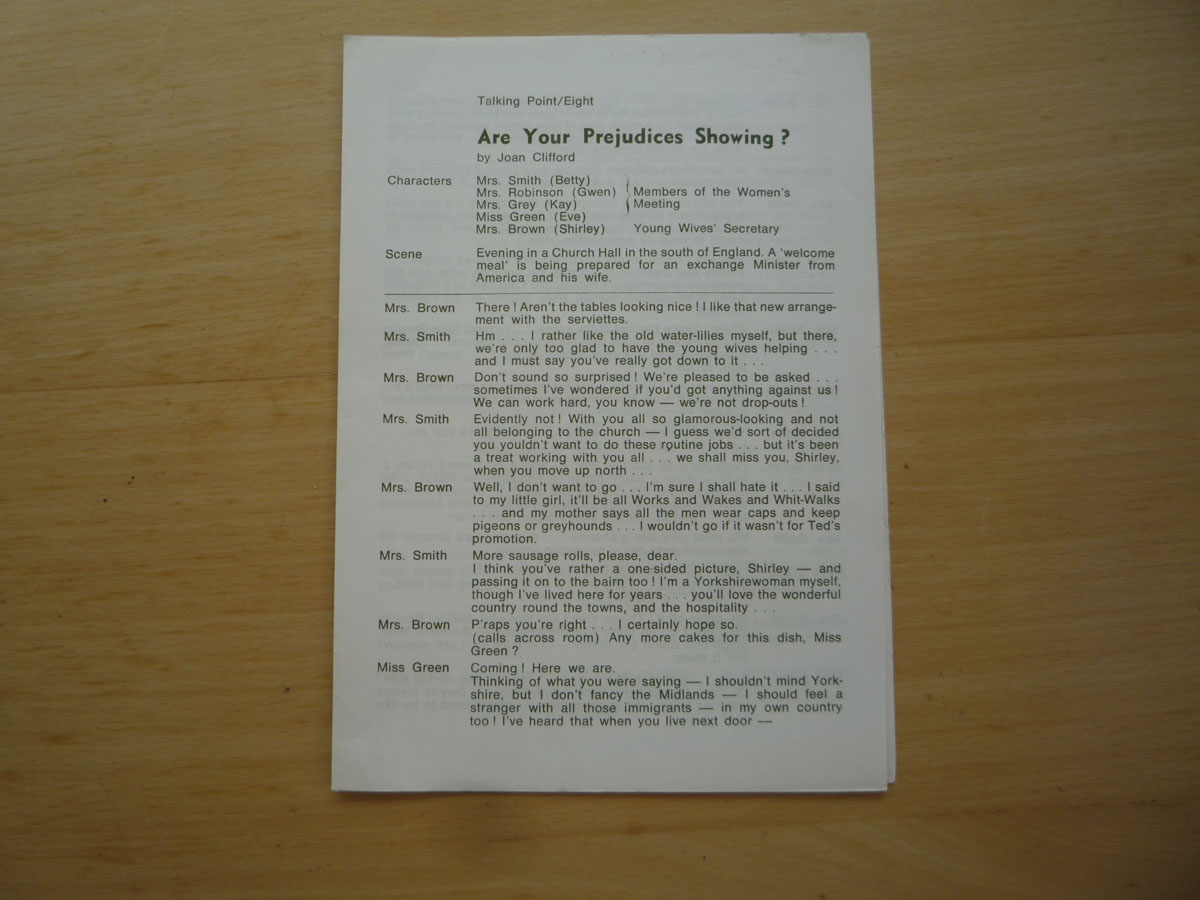 Talking Point/Eight
Are Your Prejudices Showing?
by Joan Clifford
Characters Mrs. Smith (Betty)
Mrs. Robinson (Gwen) Members of the Women's
Mrs. Grey (Kay) Meeting
Miss Green (Eve)
Mrs. Brown (Shirley) Young Wives' Secretary
Scene Evening in a Church Hall in the south of England. A 'welcome
meal' is being prepared for an exchange Minister from
America and his wife.
Mrs. Brown There! Aren't the tables looking nice! I like that new arrange-
ment with the serviettes.
Mrs. Smith Hm . . . I rather like the old water-lilies myself, but there,
we're only too glad to have the young wives helping . . .
and I must say you've really got down to it . . .
Mrs. Brown Don't sound so surprised! We're pleased to be asked . . .
sometimes I've wondered if you'd got anything against us!
We can work hard, you know — we're not drop-outs!
Mrs. Smith Evidently not! With you all so glamorous-looking and not
all belonging to the church — I guess we'd sort of decided
you youldn't want to do these routine jobs . . . but it's been
a treat working with you all . . . we shall miss you, Shirley,
when you move up north . . .
Mrs. Brown Well, I don't want to go . . . I'm sure I shall hate it . . . I said
to my little girl, it'll be all Works and Wakes and Whit-Walks
. . . and my mother says all the men wear caps and keep
pigeons or greyhounds . . . I wouldn't go if it wasn't for Ted's
promotion.
Mrs. Smith More sausage rolls, please, dear.
I think you've rather a one-sided picture, Shirley — and
passing it on to the bairn too! I'm a Yorkshirewoman myself,
though I've lived here for years . . . you'll love the wonderful
country round the towns, and the hospitality . . .
Mrs. Brown P'raps you're right . . . I certainly hope so.
(calls across room) Any more cakes for this dish, Miss
Green?
Miss Green Coming! Here we are.
Thinking of what you were saying — I shouldn't mind York-
shire, but I don't fancy the Midlands — I should feel a
stranger with all those immigrants — in my own country
too! I've heard that when you live next door —